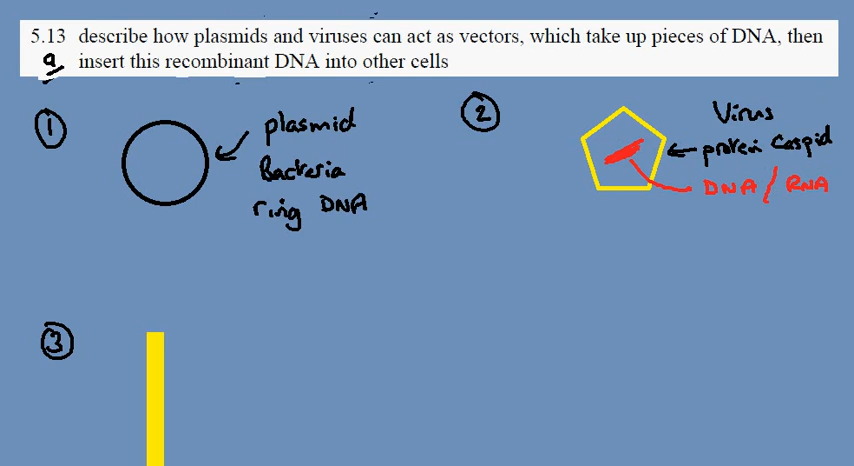 5.13 describe how plasmids and viruses can act as vectors, which take up pieces of DNA, then
a insert this recombinant DNA into other cells
1
plasmid
Bacteria
ring DNA
2
Virus
protein Caspid
DNA / RNA
3